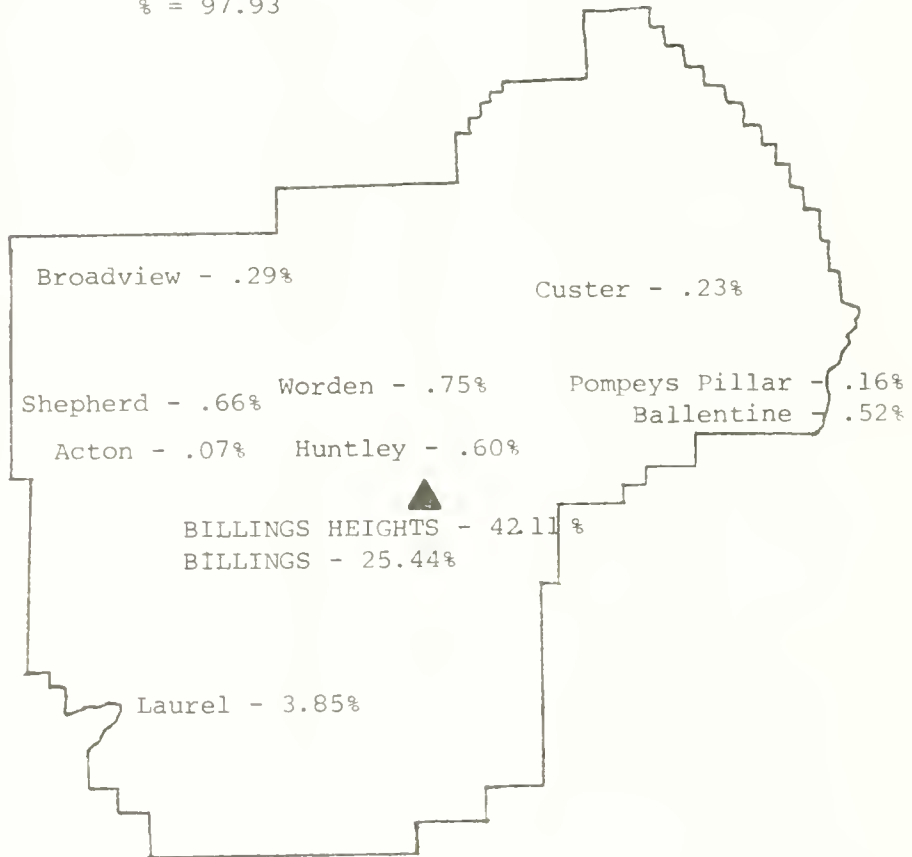 % = 97.93
Broadview - .29%
Custer - .23%
Worden - .75%
Pompeys Pillar - .16%
Shepherd - .66%
Ballentine - .52%
Acton - .07%
Huntley - .60%
BILLINGS HEIGHTS - 42.11%
BILLINGS - 25.44%
Laurel - 3.85%